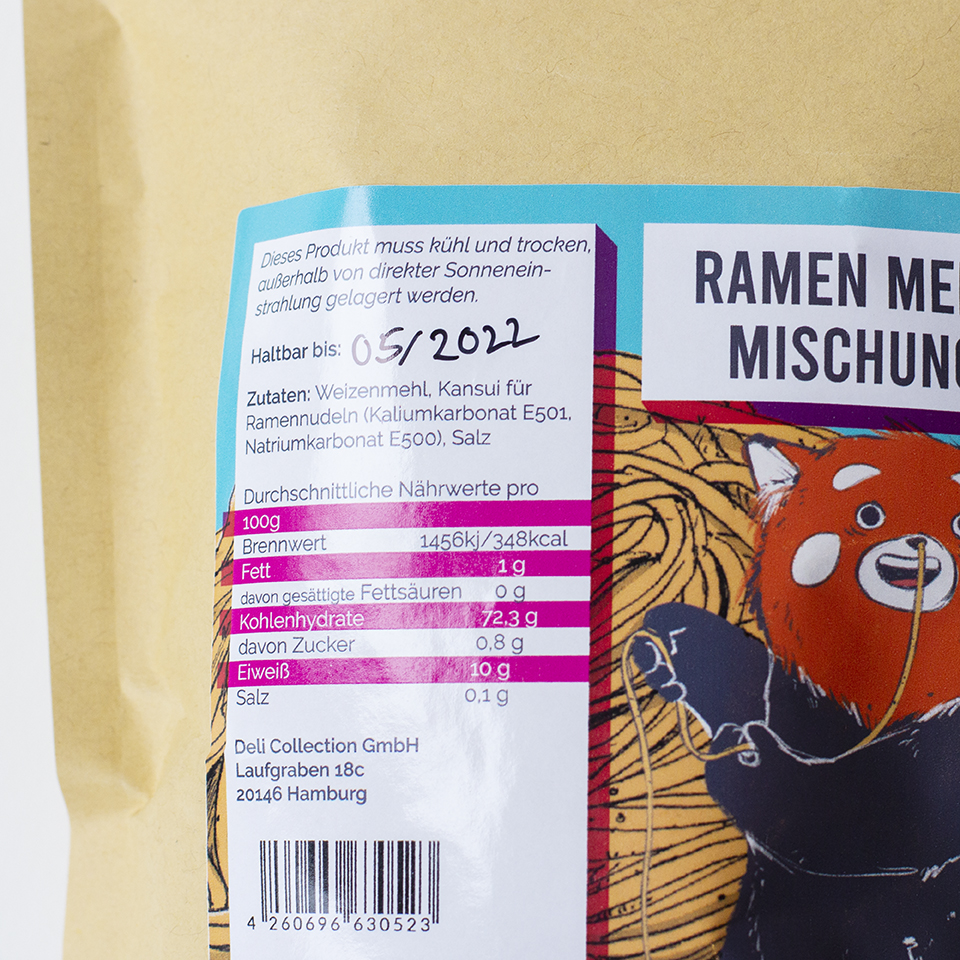 Dieses Produkt muss kühl und trocken,
außerhalb von direkter Sonnenein-
strahlung gelagert werden.
Haltbar bis: 05/2022
Zutaten: Weizenmehl, Kansui für
Ramennudeln (Kaliumkarbonat E501,
Natriumkarbonat E500), Salz
Durchschnittliche Nährwerte pro
100g
Brennwert 1456kj/348kcal
Fett 1 g
davon gesättigte Fettsäuren 0 g
Kohlenhydrate 72,3 g
davon Zucker 0,8 g
Eiweiß 10 g
Salz 0,1 g
Deli Collection GmbH
Laufgraben 18c
20146 Hamburg
4 260696 630523
RAMEN
MISCHUNG